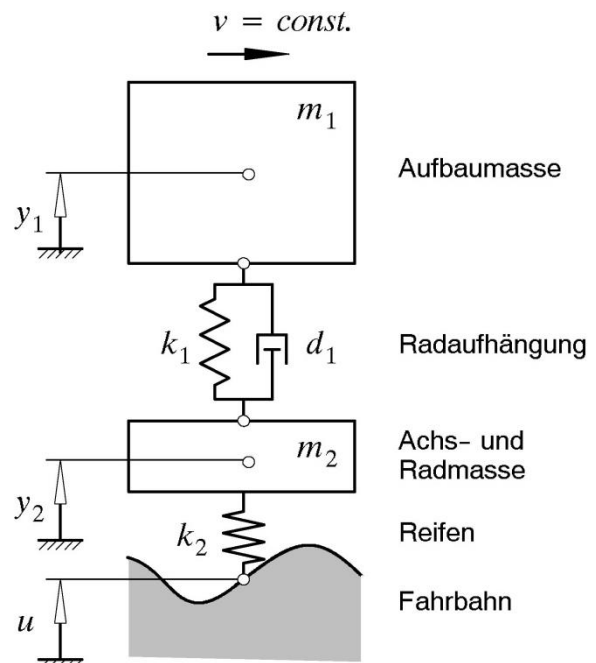 v = const.
m1
Aufbaumasse
y1
k1
d1
Radaufhängung
m2
Achs- und
Radmasse
y2
k2
Reifen
Fahrbahn
u